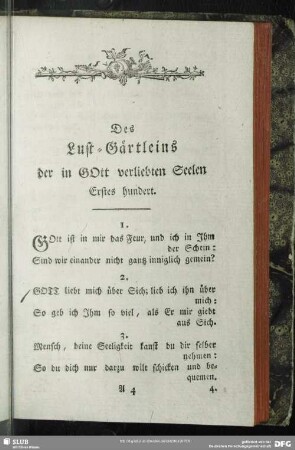 Des
Lust-Gärtleins
der in GOtt verliebten Seelen
Erstes hundert.
1.
GOtt ist in mir das Feur, und ich in Ihm
der Schein:
Sind wir einander nicht gantz inniglich gemein?
2.
GOTT liebt mich über Sich; lieb ich ihn über
mich:
So geb ich Ihm so viel, als Er mir giebt
aus Sich.
3.
Mensch, deine Seeligkeit kanst du dir selber
nehmen:
So du dich nur darzu wilt schicken und be-
quemen.
A 4
4.
SLUB
DFG